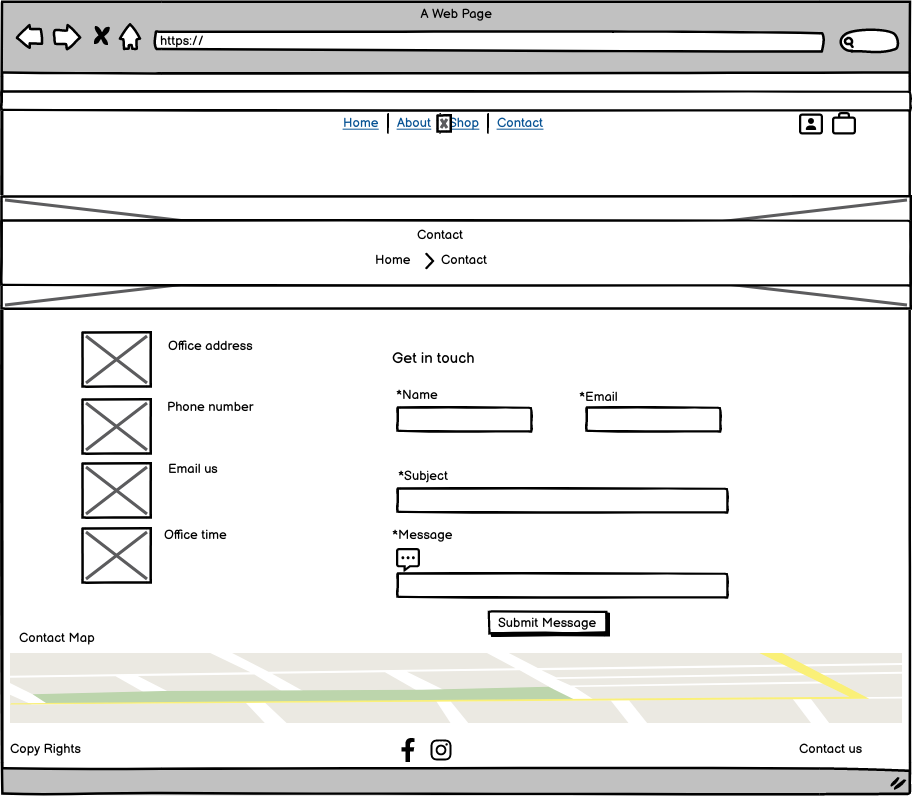 A Web Page
https://
Home About Shop Contact
Contact
Home Contact
Office address
Phone number
Email us
Office time
Get in touch
*Name *Email
*Subject
*Message
Submit Message
Contact Map
Copy Rights Contact us